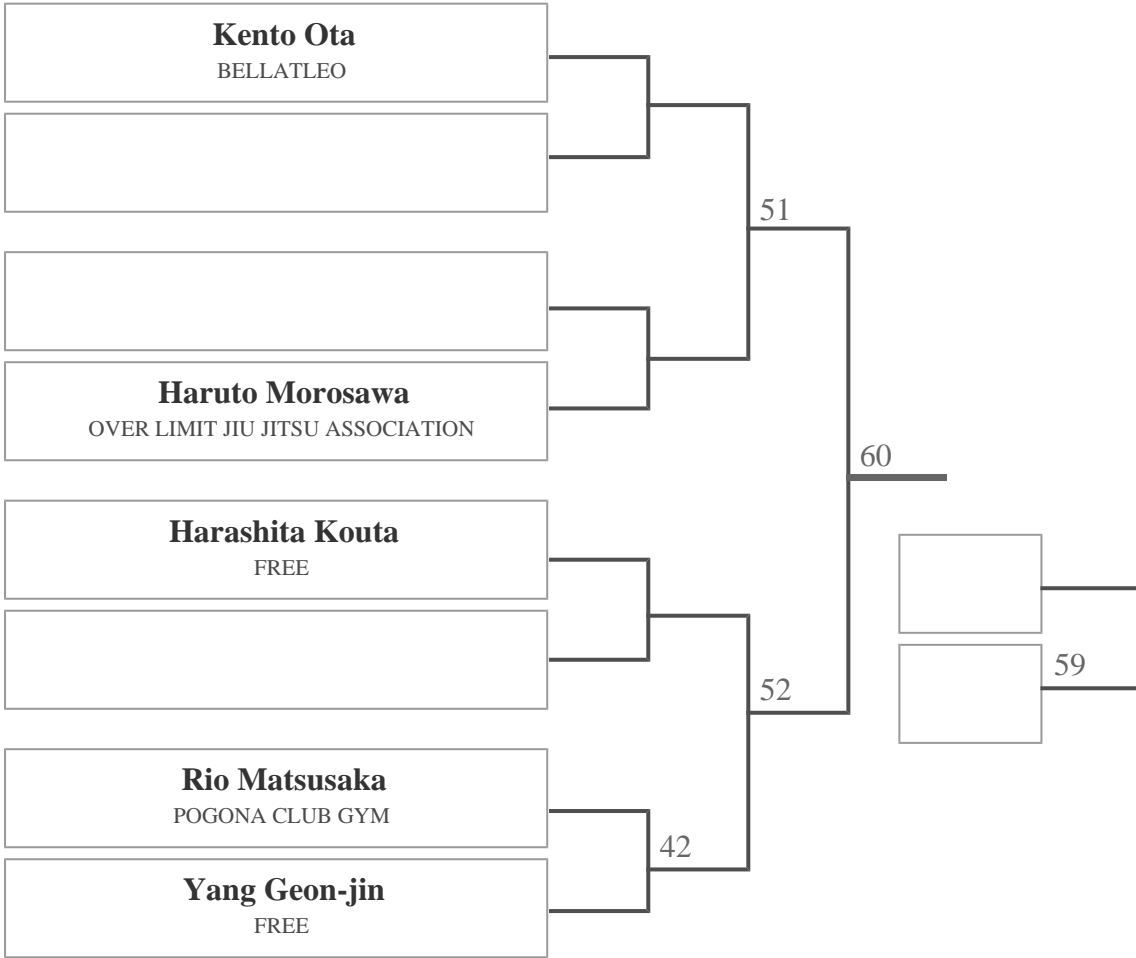 Kento Ota
BELLATLEO
51
Haruto Morosawa
OVER LIMIT JIU JITSU ASSOCIATION
60
Harashita Kouta
FREE
59
52
Rio Matsusaka
POGONA CLUB GYM
42
Yang Geon-jin
FREE